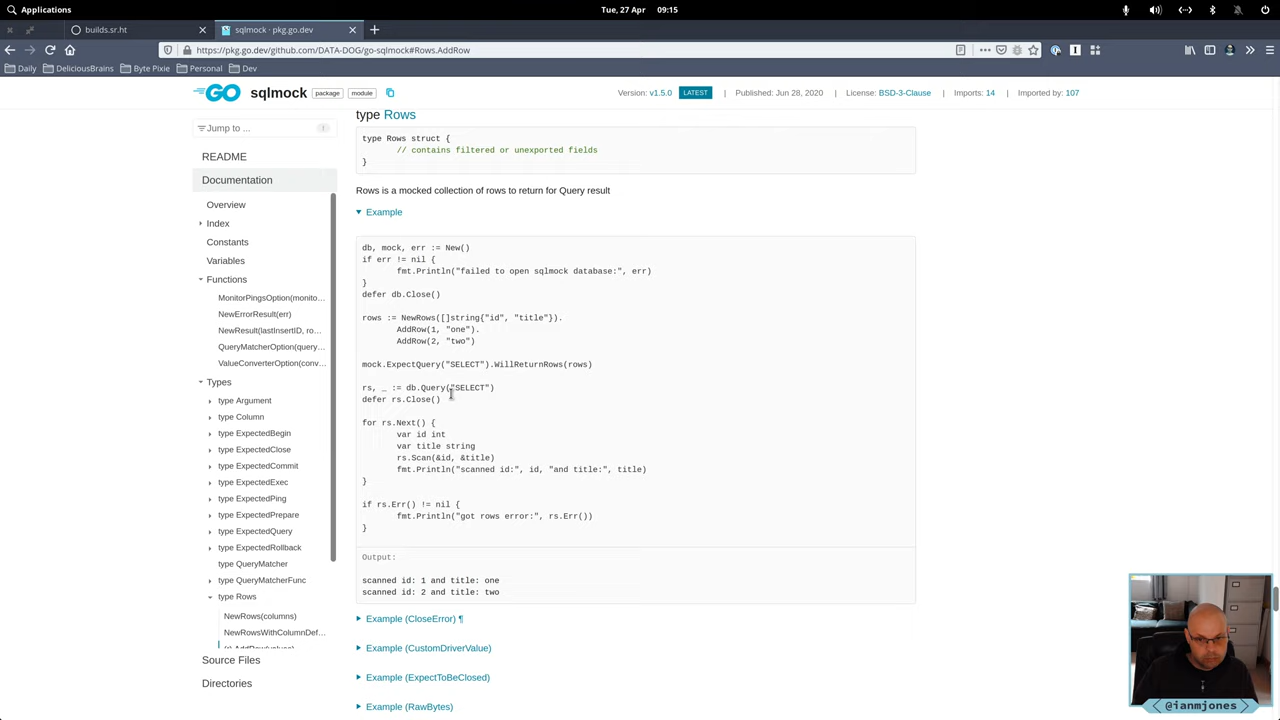 Applications
Tue, 27 Apr 09:15
builds.sr.ht
sqlmock · pkg.go.dev
https://pkg.go.dev/github.com/DATA-DOG/go-sqlmock#Rows.AddRow
Daily
DeliciousBrains
Byte Pixie
Personal
Dev
GO
sqlmock
package
module
Version: v1.5.0
LATEST
| Published: Jun 28, 2020
| License: BSD-3-Clause
| Imports: 14
| Imported by: 107
Jump to ...
README
Documentation
Overview
Index
Constants
Variables
Functions
MonitorPingsOption(monito...
NewErrorResult(err)
NewResult(lastInsertID, ro...
QueryMatcherOption(query...
ValueConverterOption(conv...
Types
type Argument
type Column
type ExpectedBegin
type ExpectedClose
type ExpectedCommit
type ExpectedExec
type ExpectedPing
type ExpectedPrepare
type ExpectedQuery
type ExpectedRollback
type QueryMatcher
type QueryMatcherFunc
type Rows
NewRows(columns)
NewRowsWithColumnDef...
(r) AddRow(values)
Source Files
Directories
type Rows
type Rows struct {
// contains filtered or unexported fields
}
Rows is a mocked collection of rows to return for Query result
Example
db, mock, err := New()
if err != nil {
fmt.Println("failed to open sqlmock database:", err)
}
defer db.Close()
rows := NewRows([]string{"id", "title"}).
AddRow(1, "one").
AddRow(2, "two")
mock.ExpectQuery("SELECT").WillReturnRows(rows)
rs, _ := db.Query("SELECT")
defer rs.Close()
for rs.Next() {
var id int
var title string
rs.Scan(&id, &title)
fmt.Println("scanned id:", id, "and title:", title)
}
if rs.Err() != nil {
fmt.Println("got rows error:", rs.Err())
}
Output:
scanned id: 1 and title: one
scanned id: 2 and title: two
Example (CloseError) ¶
Example (CustomDriverValue)
Example (ExpectToBeClosed)
Example (RawBytes)
@ianmjones